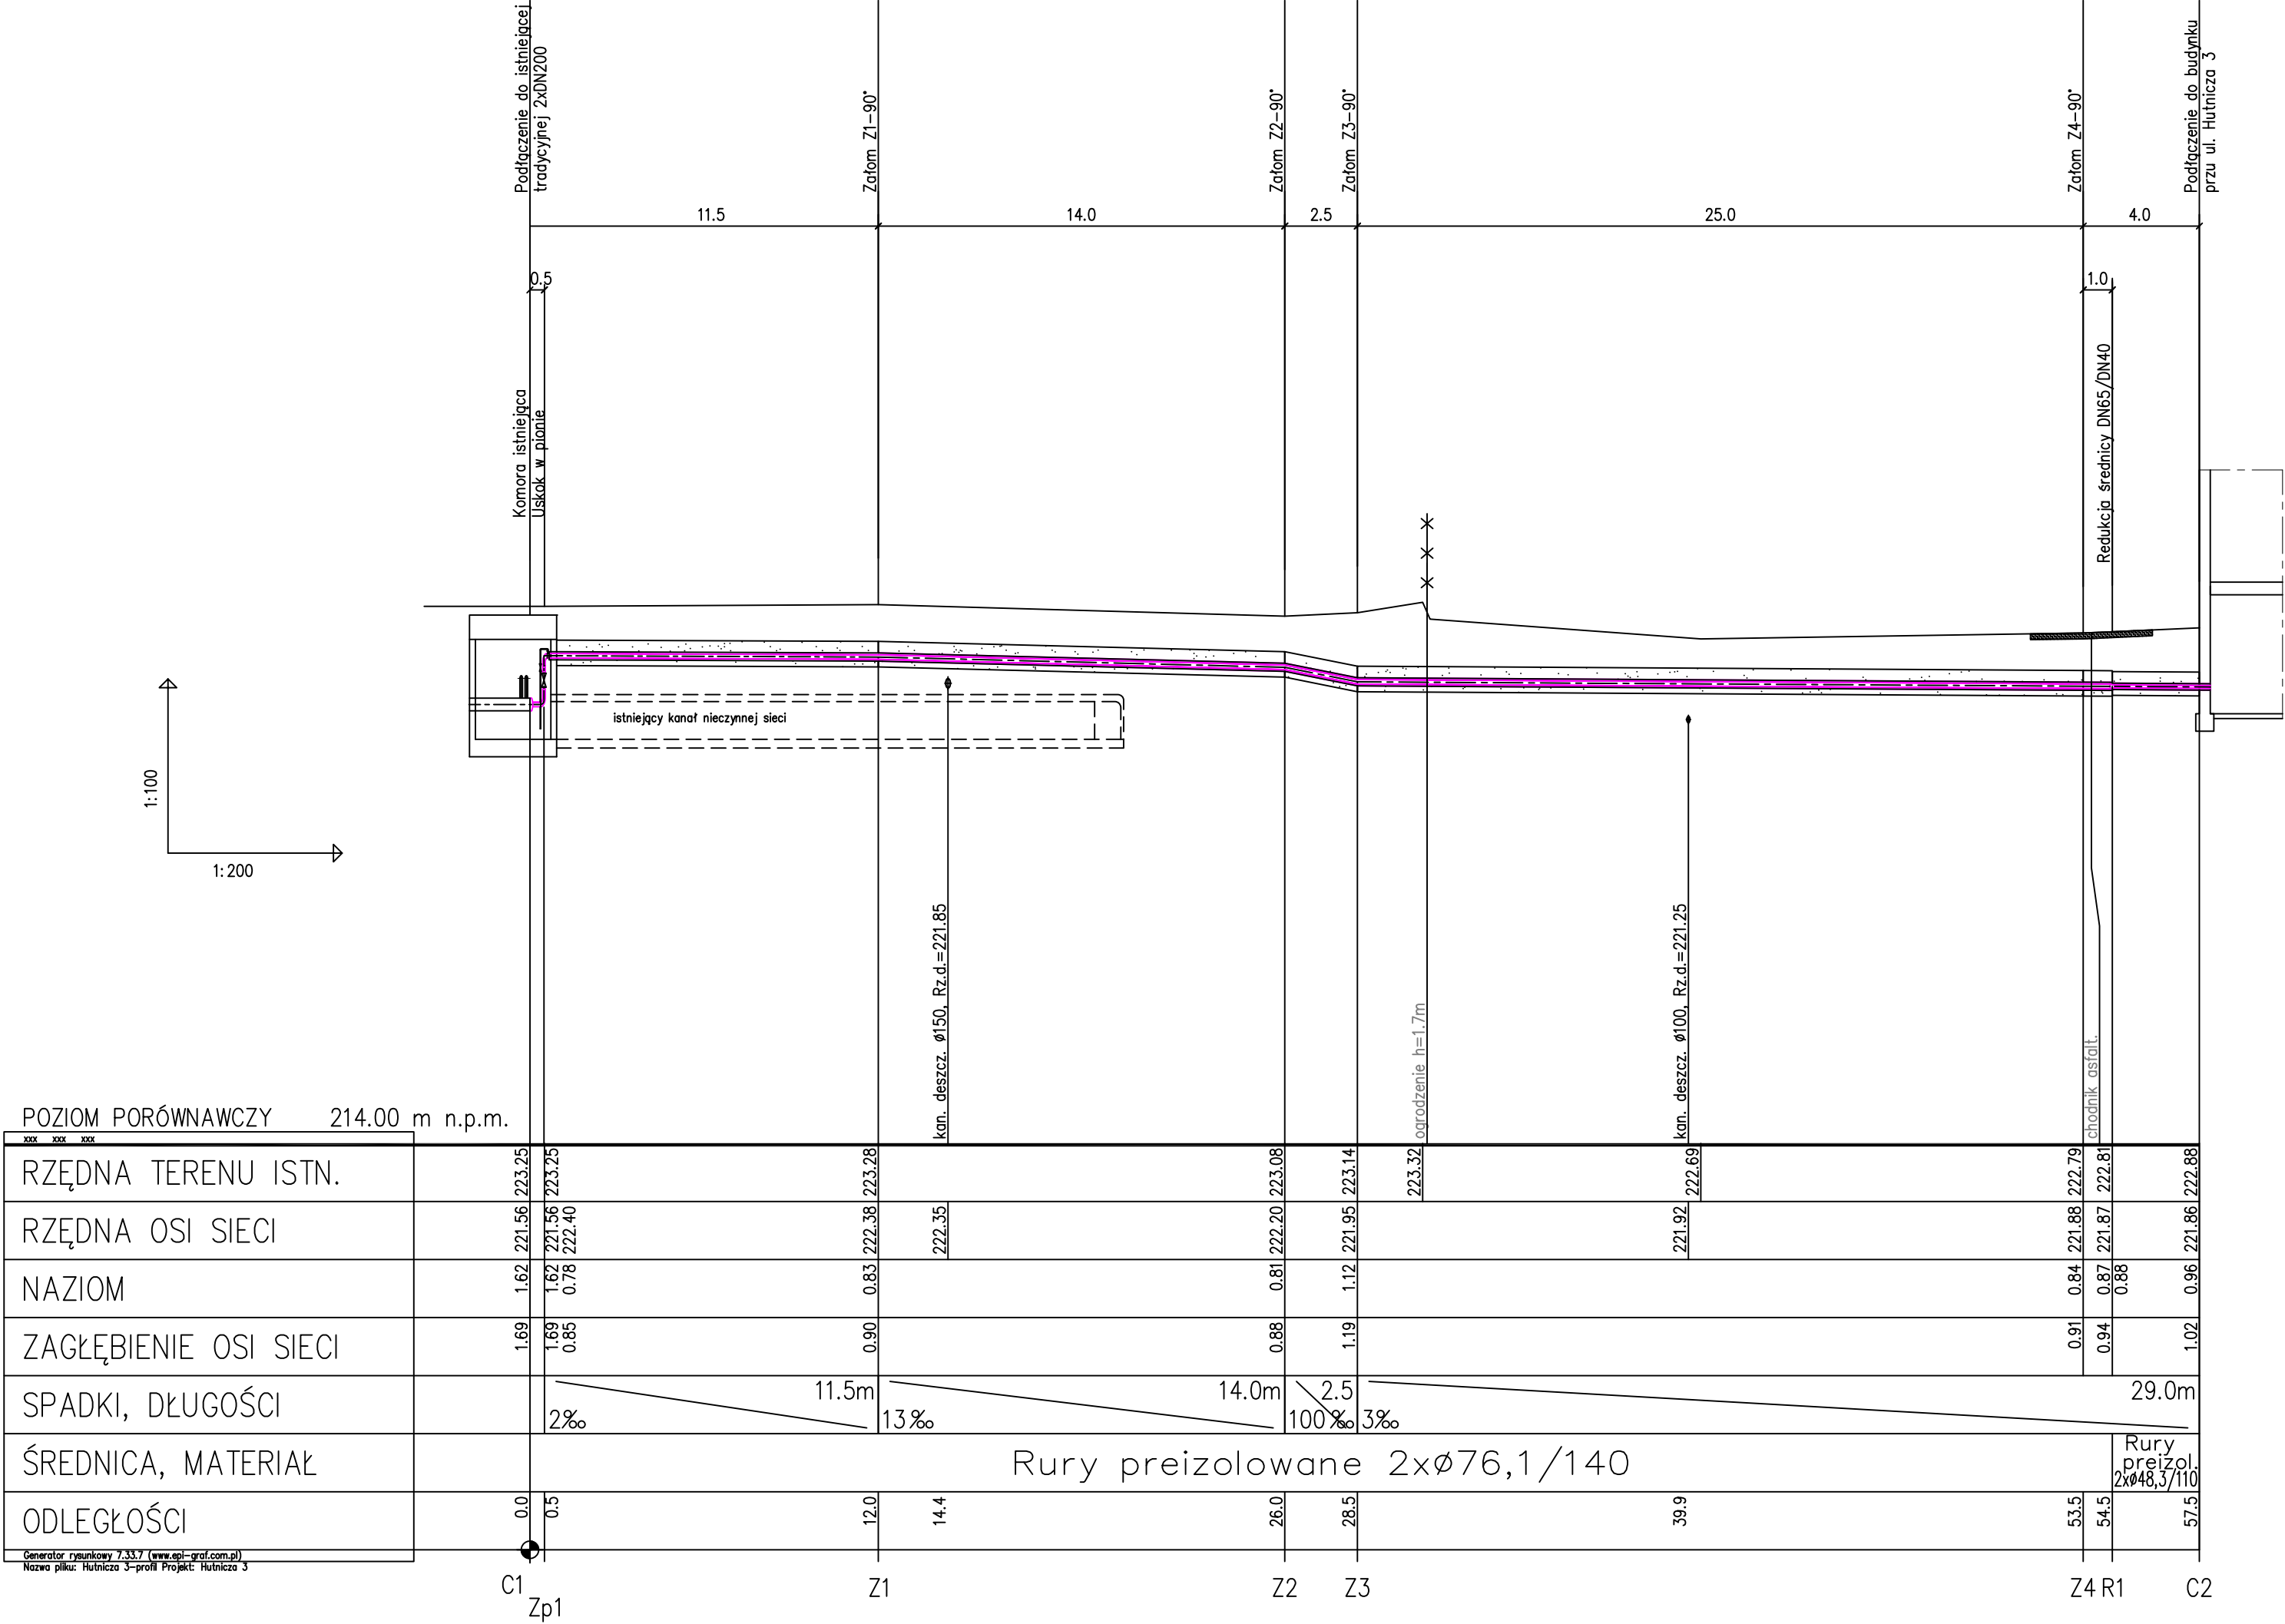 Podłączenie do istniejącej
tradycyjnej 2xDN200
Załom Z1-90°
Załom Z2-90°
Załom Z3-90°
Załom Z4-90°
Podłączenie do budynku
przu ul. Hutnicza 3
11.5
14.0
2.5
25.0
4.0
0.5
1.0
Komora istniejąca
Uskok w pionie
Redukcja średnicy DN65/DN40
istniejący kanał nieczynnej sieci
1:100
1:200
kan. deszcz. ø150, Rz.d.=221.85
ogrodzenie h=1.7m
kan. deszcz. ø100, Rz.d.=221.25
chodnik asfalt.
POZIOM PORÓWNAWCZY 214.00 m n.p.m.
xxx xxx xxx
RZĘDNA TERENU ISTN. 223.25 223.25 223.28 223.08 223.14 223.32 222.69 222.79 222.81 222.88
RZĘDNA OSI SIECI 221.56 221.56 222.40 222.38 222.35 222.20 221.95 221.92 221.88 221.87 221.86
NAZIOM 1.62 1.62 0.78 0.83 0.81 1.12 0.84 0.87 0.88 0.96
ZAGŁĘBIENIE OSI SIECI 1.69 1.69 0.85 0.90 0.88 1.19 0.91 0.94 1.02
SPADKI, DŁUGOŚCI 2‰ 11.5m 13‰ 14.0m 100‰ 2.5 3‰ 29.0m
ŚREDNICA, MATERIAŁ Rury preizolowane 2xø76,1/140
Rury
preizol.
2xø48,3/110
ODLEGŁOŚCI 0.0 0.5 12.0 14.4 26.0 28.5 39.9 53.5 54.5 57.5
Generator rysunkowy 7.33.7 (www.epi-graf.com.pl)
Nazwa pliku: Hutnicza 3-profil Projekt: Hutnicza 3
C1 Zp1 Z1 Z2 Z3 Z4 R1 C2